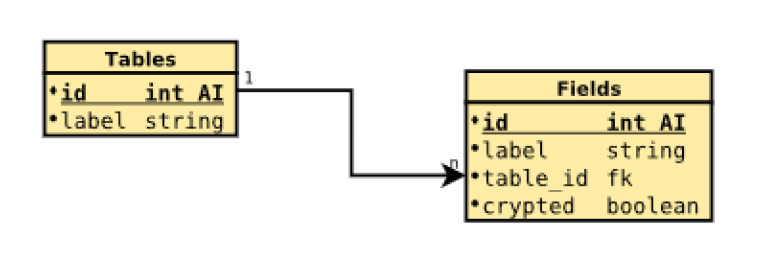 Tables
id int AI
label string
1
n
Fields
id int AI
label string
table_id fk
crypted boolean